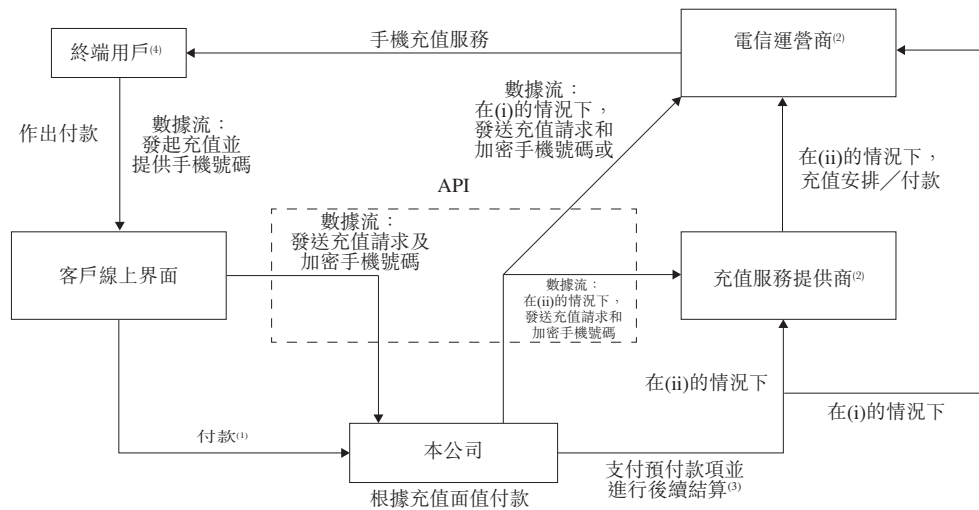 手機充值服務
終端用戶(4)
電信運營商(2)
數據流：
在(i)的情況下，
發送充值請求和
加密手機號碼或
作出付款
數據流：
發起充值並
提供手機號碼
在(ii)的情況下，
充值安排／付款
API
數據流：
發送充值請求及
加密手機號碼
客戶線上界面
充值服務提供商(2)
數據流：
在(ii)的情況下，
發送充值請求和
加密手機號碼
在(ii)的情況下
在(i)的情況下
付款(1)
本公司
支付預付款項並
進行後續結算(3)
根據充值面值付款